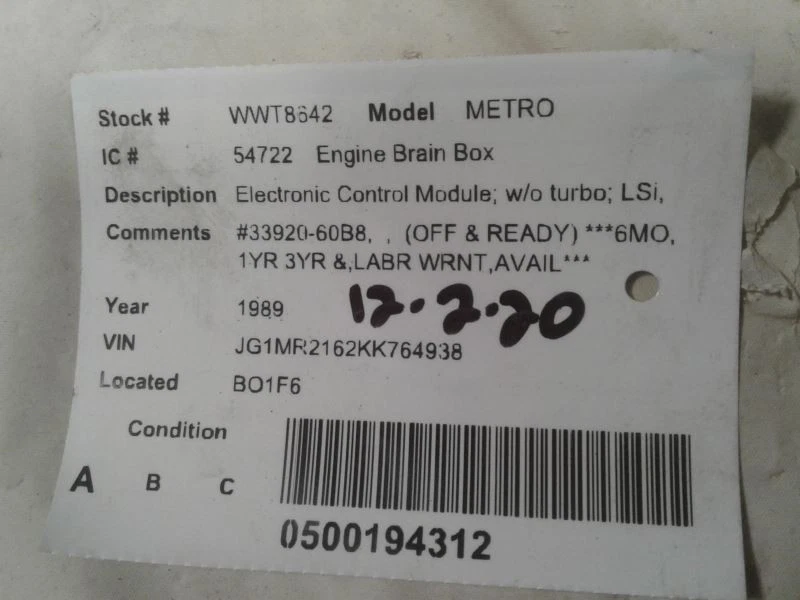 Stock # WWT8642 Model METRO
IC # 54722 Engine Brain Box
Description Electronic Control Module; w/o turbo; LSi,
Comments #33920-60B8, , (OFF & READY) ***6MO,
1YR 3YR &,LABR WRNT,AVAIL***
Year 1989 12.2.20
VIN JG1MR2162KK764938
Located BO1F6
Condition
A B C
0500194312